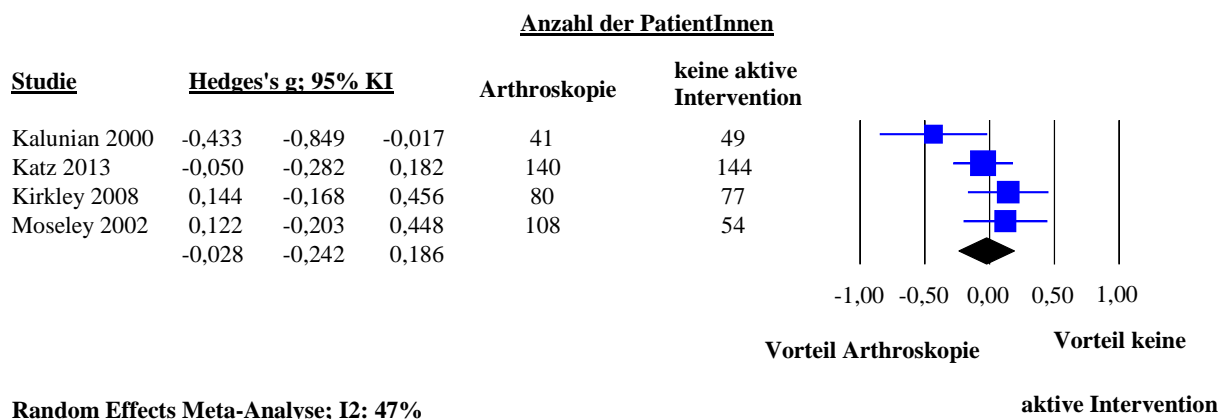 Anzahl der PatientInnen
Studie Hedges's g; 95% KI Arthroskopie keine aktive
Intervention
Kalunian 2000 -0,433 -0,849 -0,017 41 49
Katz 2013 -0,050 -0,282 0,182 140 144
Kirkley 2008 0,144 -0,168 0,456 80 77
Moseley 2002 0,122 -0,203 0,448 108 54
-0,028 -0,242 0,186
-1,00 -0,50 0,00 0,50 1,00
Vorteil Arthroskopie Vorteil keine
aktive Intervention
Random Effects Meta-Analyse; I2: 47%